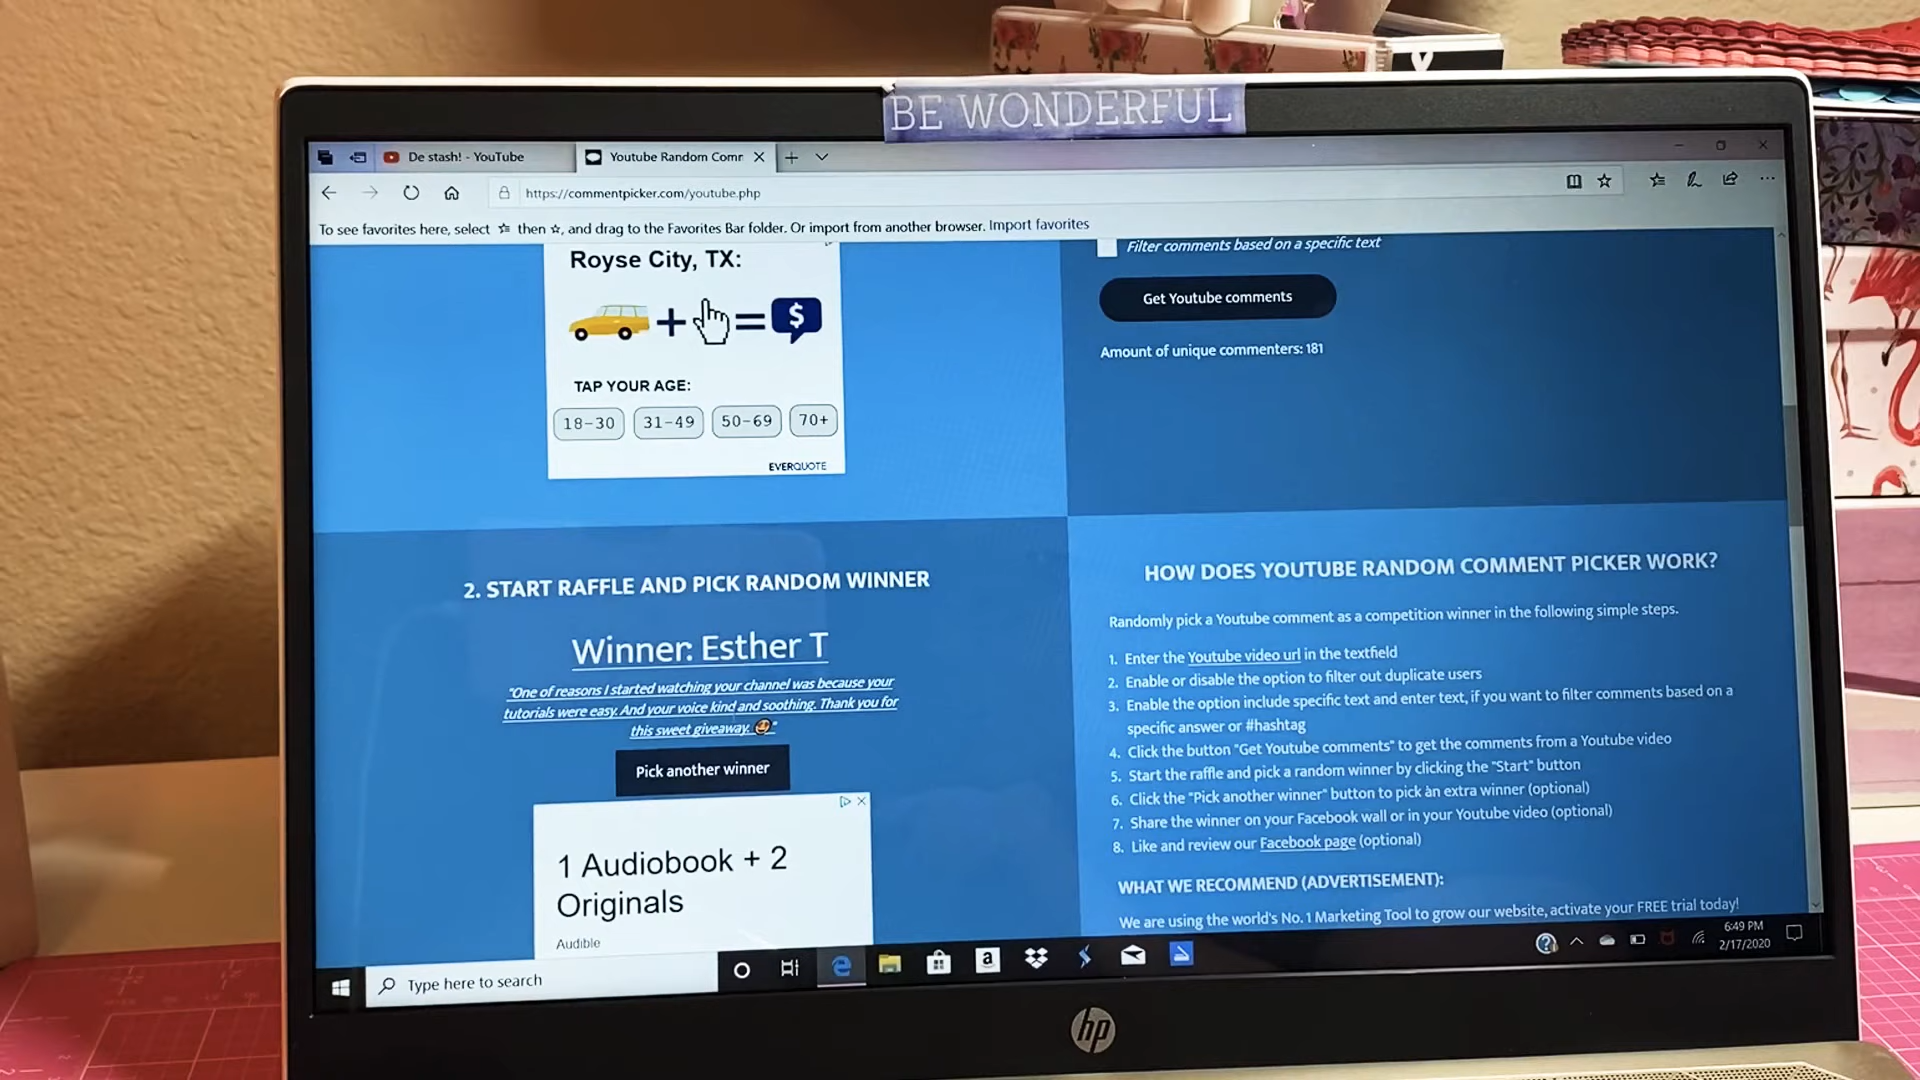 BE WONDERFUL
De stash! - YouTube
Youtube Random Comm
https://commentpicker.com/youtube.php
To see favorites here, select ☆ then ☆, and drag to the Favorites Bar folder. Or import from another browser. Import favorites
Royse City, TX:
+ = $
TAP YOUR AGE:
18-30 31-49 50-69 70+
EVERQUOTE
Filter comments based on a specific text
Get Youtube comments
Amount of unique commenters: 181
2. START RAFFLE AND PICK RANDOM WINNER
Winner: Esther T
"One of reasons I started watching your channel was because your
tutorials were easy. And your voice kind and soothing. Thank you for
this sweet giveaway. 🤗"
Pick another winner
1 Audiobook + 2
Originals
Audible
HOW DOES YOUTUBE RANDOM COMMENT PICKER WORK?
Randomly pick a Youtube comment as a competition winner in the following simple steps.
1. Enter the Youtube video url in the textfield
2. Enable or disable the option to filter out duplicate users
3. Enable the option include specific text and enter text, if you want to filter comments based on a
specific answer or #hashtag
4. Click the button "Get Youtube comments" to get the comments from a Youtube video
5. Start the raffle and pick a random winner by clicking the "Start" button
6. Click the "Pick another winner" button to pick an extra winner (optional)
7. Share the winner on your Facebook wall or in your Youtube video (optional)
8. Like and review our Facebook page (optional)
WHAT WE RECOMMEND (ADVERTISEMENT):
We are using the world's No. 1 Marketing Tool to grow our website, activate your FREE trial today!
Type here to search
6:49 PM
2/17/2020
hp